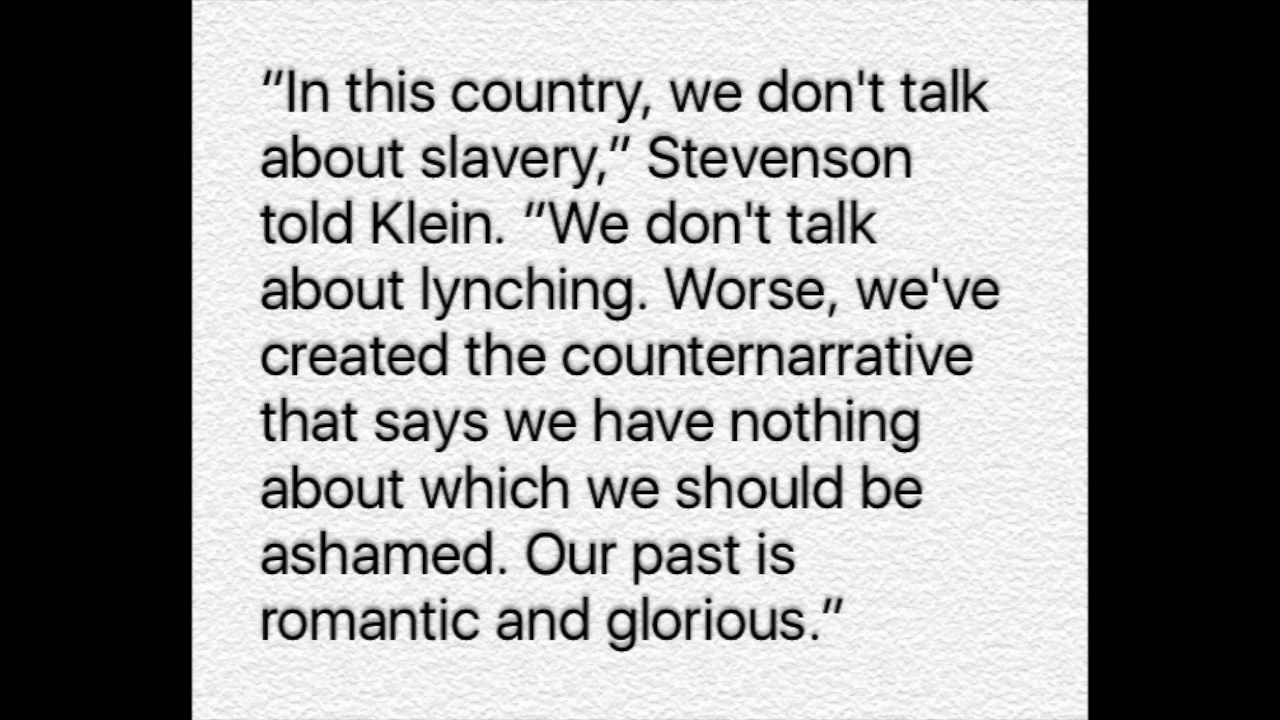 "In this country, we don't talk
about slavery,” Stevenson
told Klein. “We don't talk
about lynching. Worse, we've
created the counternarrative
that says we have nothing
about which we should be
ashamed. Our past is
romantic and glorious.”